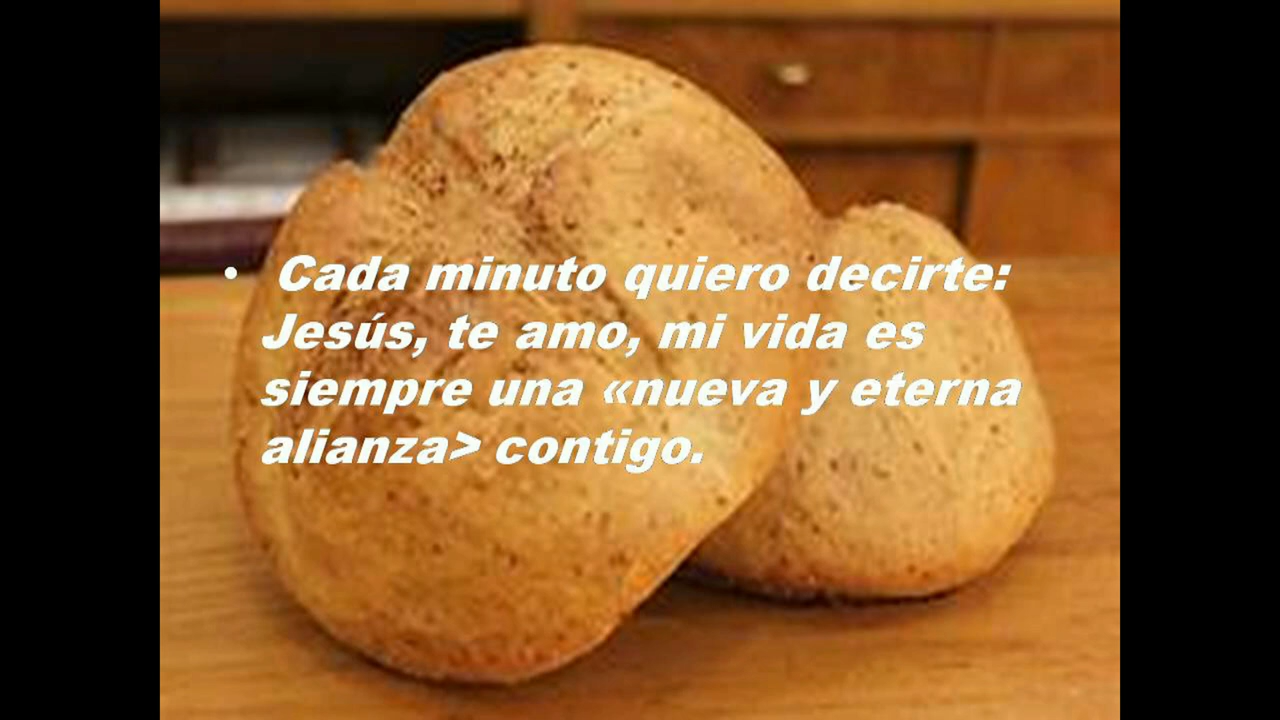 • Cada minuto quiero decirte:
Jesús, te amo, mi vida es
siempre una «nueva y eterna
alianza> contigo.